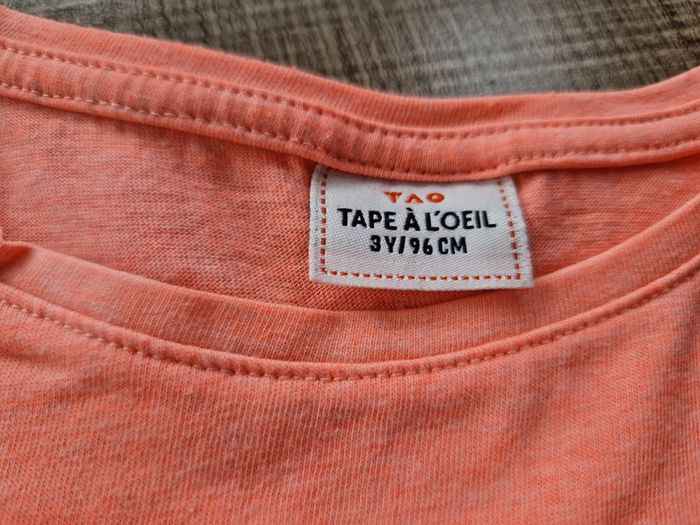 TAO
TAPE À L'OEIL
3Y/96 CM